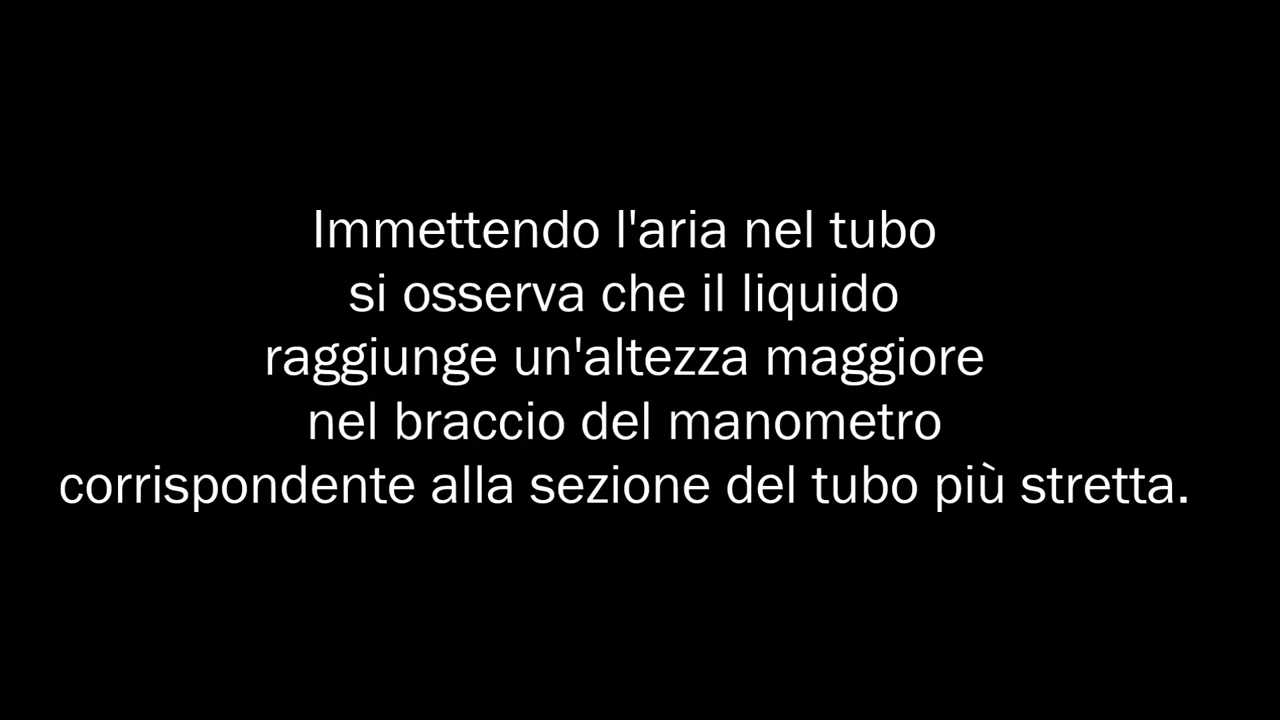 Immettendo l'aria nel tubo
si osserva che il liquido
raggiunge un'altezza maggiore
nel braccio del manometro
corrispondente alla sezione del tubo più stretta.